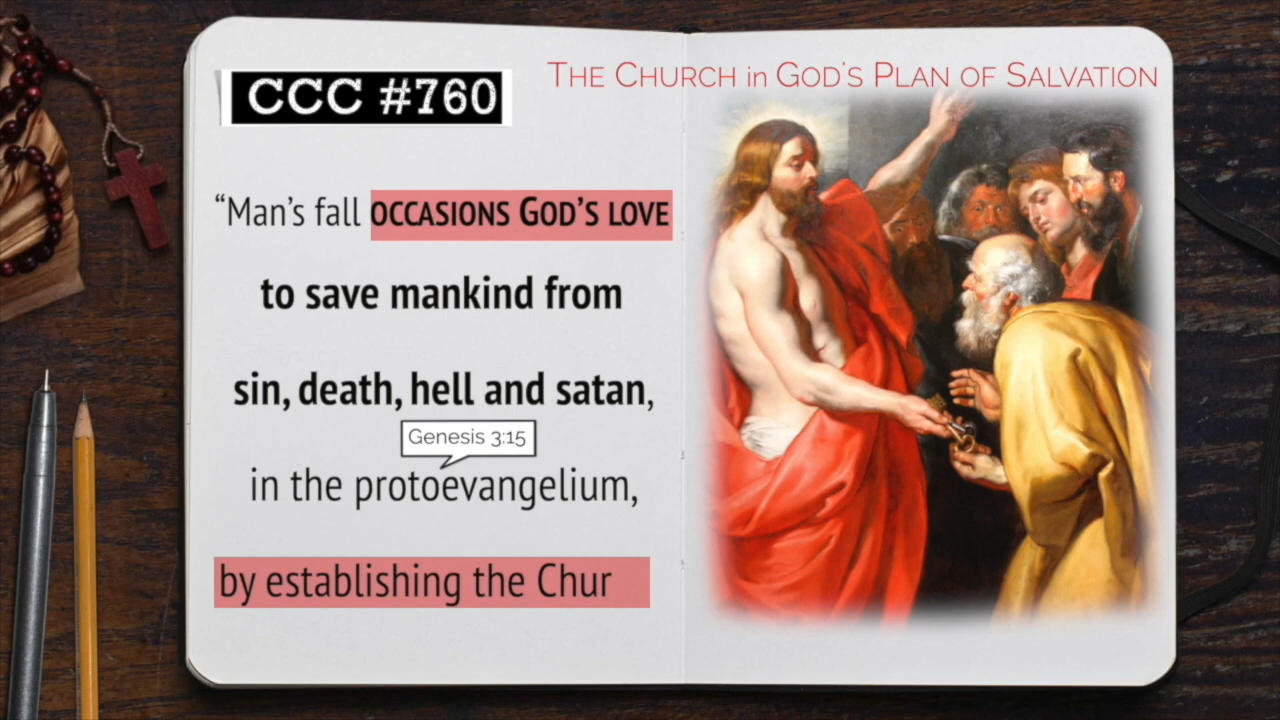 CCC #760
THE CHURCH in GOD'S PLAN OF SALVATION
“Man's fall OCCASIONS GOD'S LOVE
to save mankind from
sin, death, hell and satan,
Genesis 3:15
in the protoevangelium,
by establishing the Chur